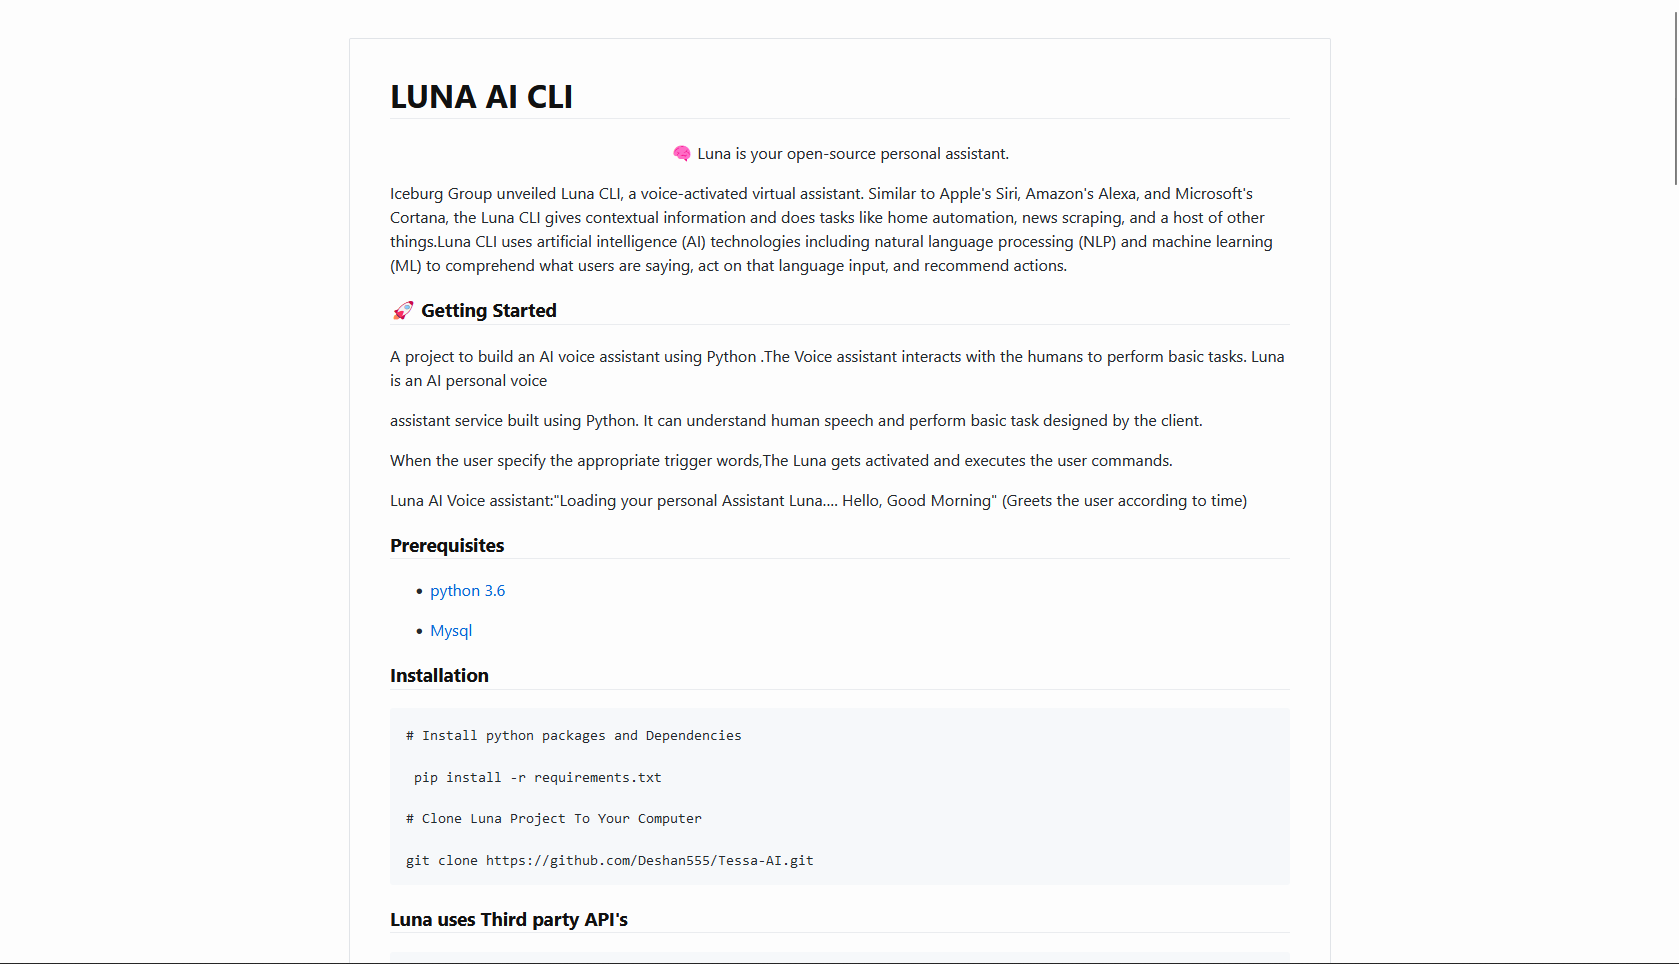 LUNA AI CLI
🧠 Luna is your open-source personal assistant.
Iceburg Group unveiled Luna CLI, a voice-activated virtual assistant. Similar to Apple's Siri, Amazon's Alexa, and Microsoft's
Cortana, the Luna CLI gives contextual information and does tasks like home automation, news scraping, and a host of other
things.Luna CLI uses artificial intelligence (AI) technologies including natural language processing (NLP) and machine learning
(ML) to comprehend what users are saying, act on that language input, and recommend actions.
🚀 Getting Started
A project to build an AI voice assistant using Python .The Voice assistant interacts with the humans to perform basic tasks. Luna
is an AI personal voice
assistant service built using Python. It can understand human speech and perform basic task designed by the client.
When the user specify the appropriate trigger words,The Luna gets activated and executes the user commands.
Luna AI Voice assistant:"Loading your personal Assistant Luna.... Hello, Good Morning" (Greets the user according to time)
Prerequisites
• python 3.6
• Mysql
Installation
# Install python packages and Dependencies
pip install -r requirements.txt
# Clone Luna Project To Your Computer
git clone https://github.com/Deshan555/Tessa-AI.git
Luna uses Third party API's